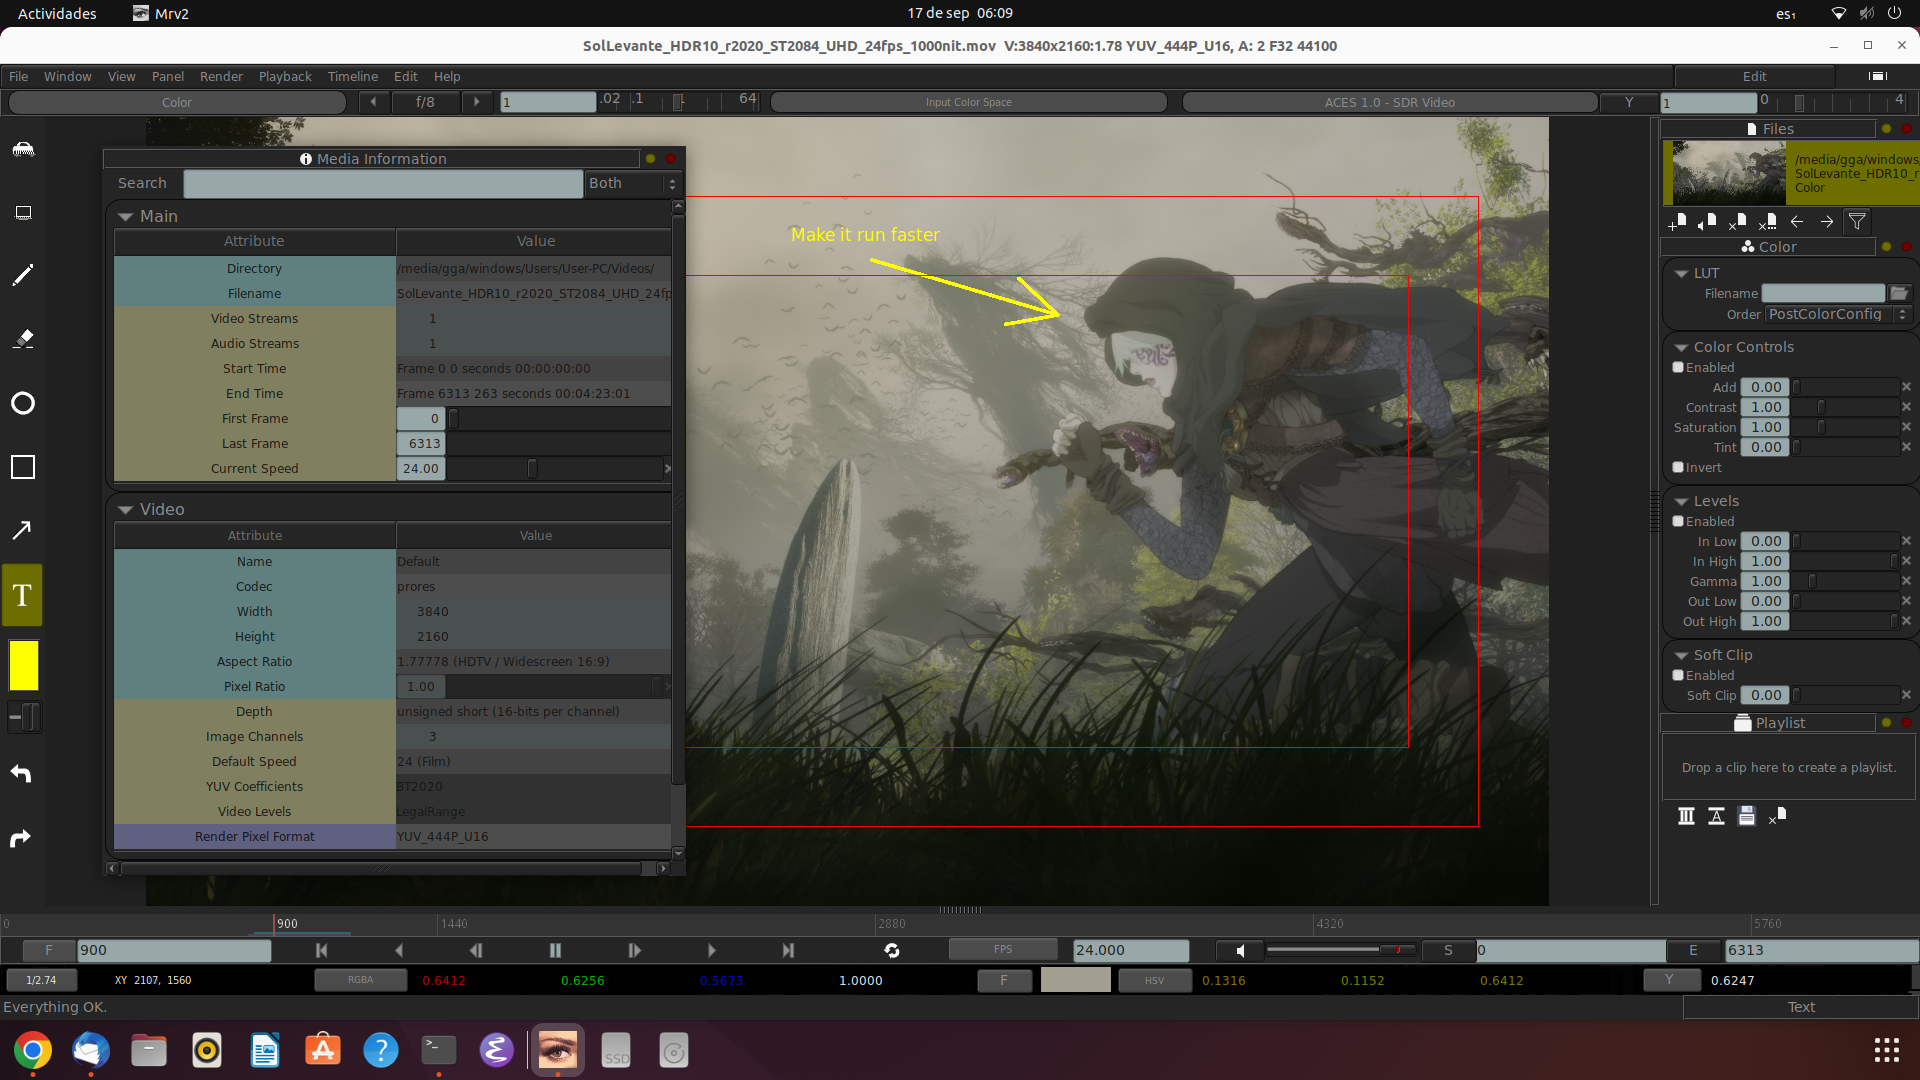 Actividades
Mrv2
17 de sep 06:09
es₁
SolLevante_HDR10_r2020_ST2084_UHD_24fps_1000nit.mov V:3840x2160:1.78 YUV_444P_U16, A: 2 F32 44100
File Window View Panel Render Playback Timeline Edit Help
Edit
Color
f/8
1
.02 .1 1 64
Input Color Space
ACES 1.0 - SDR Video
Y
1
0 4
Media Information
Search
Both
Main
Attribute Value
Directory /media/gga/windows/Users/User-PC/Videos/
Filename SolLevante_HDR10_r2020_ST2084_UHD_24fp
Video Streams 1
Audio Streams 1
Start Time Frame 0 0 seconds 00:00:00:00
End Time Frame 6313 263 seconds 00:04:23:01
First Frame 0
Last Frame 6313
Current Speed 24.00
Video
Attribute Value
Name Default
Codec prores
Width 3840
Height 2160
Aspect Ratio 1.77778 (HDTV / Widescreen 16:9)
Pixel Ratio 1.00
Depth unsigned short (16-bits per channel)
Image Channels 3
Default Speed 24 (Film)
YUV Coefficients BT2020
Video Levels LegalRange
Render Pixel Format YUV_444P_U16
Make it run faster
T
Files
/media/gga/windows
SolLevante_HDR10_r
Color
Color
LUT
Filename
Order PostColorConfig
Color Controls
Enabled
Add 0.00
Contrast 1.00
Saturation 1.00
Tint 0.00
Invert
Levels
Enabled
In Low 0.00
In High 1.00
Gamma 1.00
Out Low 0.00
Out High 1.00
Soft Clip
Enabled
Soft Clip 0.00
Playlist
Drop a clip here to create a playlist.
0 900 1440 2880 4320 5760
F 900
FPS 24.000
S 0
E 6313
1/2.74 XY 2107, 1560 RGBA 0.6412 0.6256 0.5673 1.0000 F HSV 0.1316 0.1152 0.6412 Y 0.6247
Everything OK.
Text
SSD